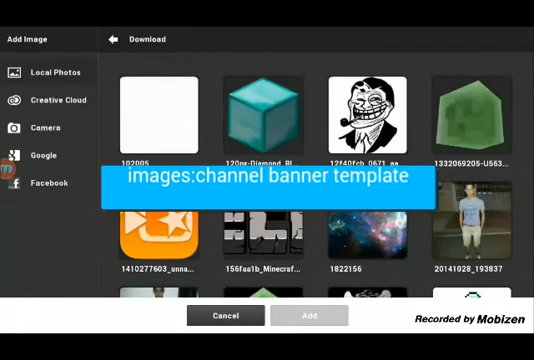 Add Image
Download
Local Photos
Creative Cloud
Camera
Google
Facebook
102005
120px-Diamond_Bl...
12f40fcb_0671_aa...
1332069205-U563...
images:channel banner template
1410277603_unna...
156faa1b_Minecraf...
1822156
20141028_193837
Cancel
Add
Recorded by Mobizen